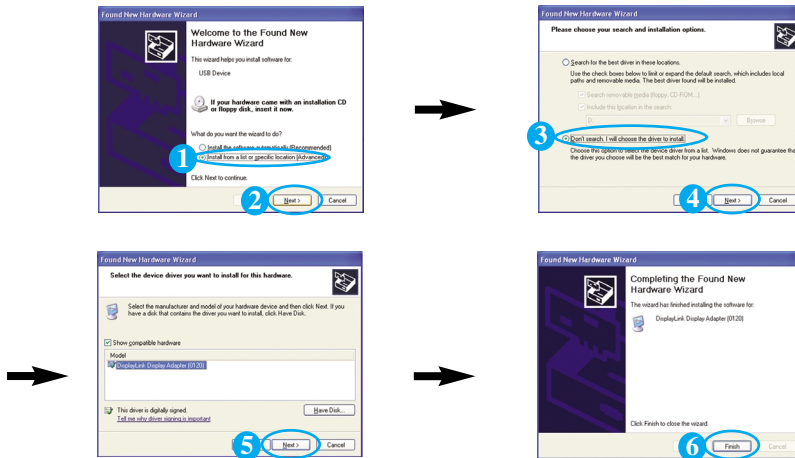 Found New Hardware Wizard
Welcome to the Found New
Hardware Wizard
This wizard helps you install software for:
USB Device
If your hardware came with an installation CD
or floppy disk, insert it now.
What do you want the wizard to do?
Install the software automatically (Recommended)
1
Install from a list or specific location (Advanced)
Click Next to continue.
2
Next >
Cancel
Found New Hardware Wizard
Please choose your search and installation options.
Search for the best driver in these locations.
Use the check boxes below to limit or expand the default search, which includes local
paths and removable media. The best driver found will be installed.
Search removable media (floppy, CD-ROM...)
Include this location in the search:
D:
Browse
3
Don't search. I will choose the driver to install.
Choose this option to select the device driver from a list. Windows does not guarantee tha
the driver you choose will be the best match for your hardware.
4
Next >
Cancel
Found New Hardware Wizard
Select the device driver you want to install for this hardware.
Select the manufacturer and model of your hardware device and then click Next. If you
have a disk that contains the driver you want to install, click Have Disk.
Show compatible hardware
Model
DisplayLink Display Adapter (0120)
This driver is digitally signed.
Tell me why driver signing is important
Have Disk...
5
Next >
Cancel
Found New Hardware Wizard
Completing the Found New
Hardware Wizard
The wizard has finished installing the software for:
DisplayLink Display Adapter (0120)
Click Finish to close the wizard.
6
Finish
Cancel